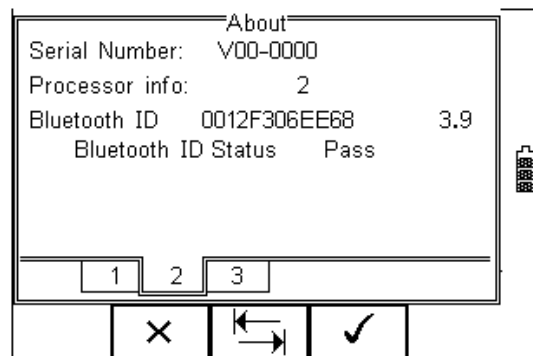 About
Serial Number: V00-0000
Processor info: 2
Bluetooth ID 0012F306EE68 3.9
Bluetooth ID Status Pass
1 2 3